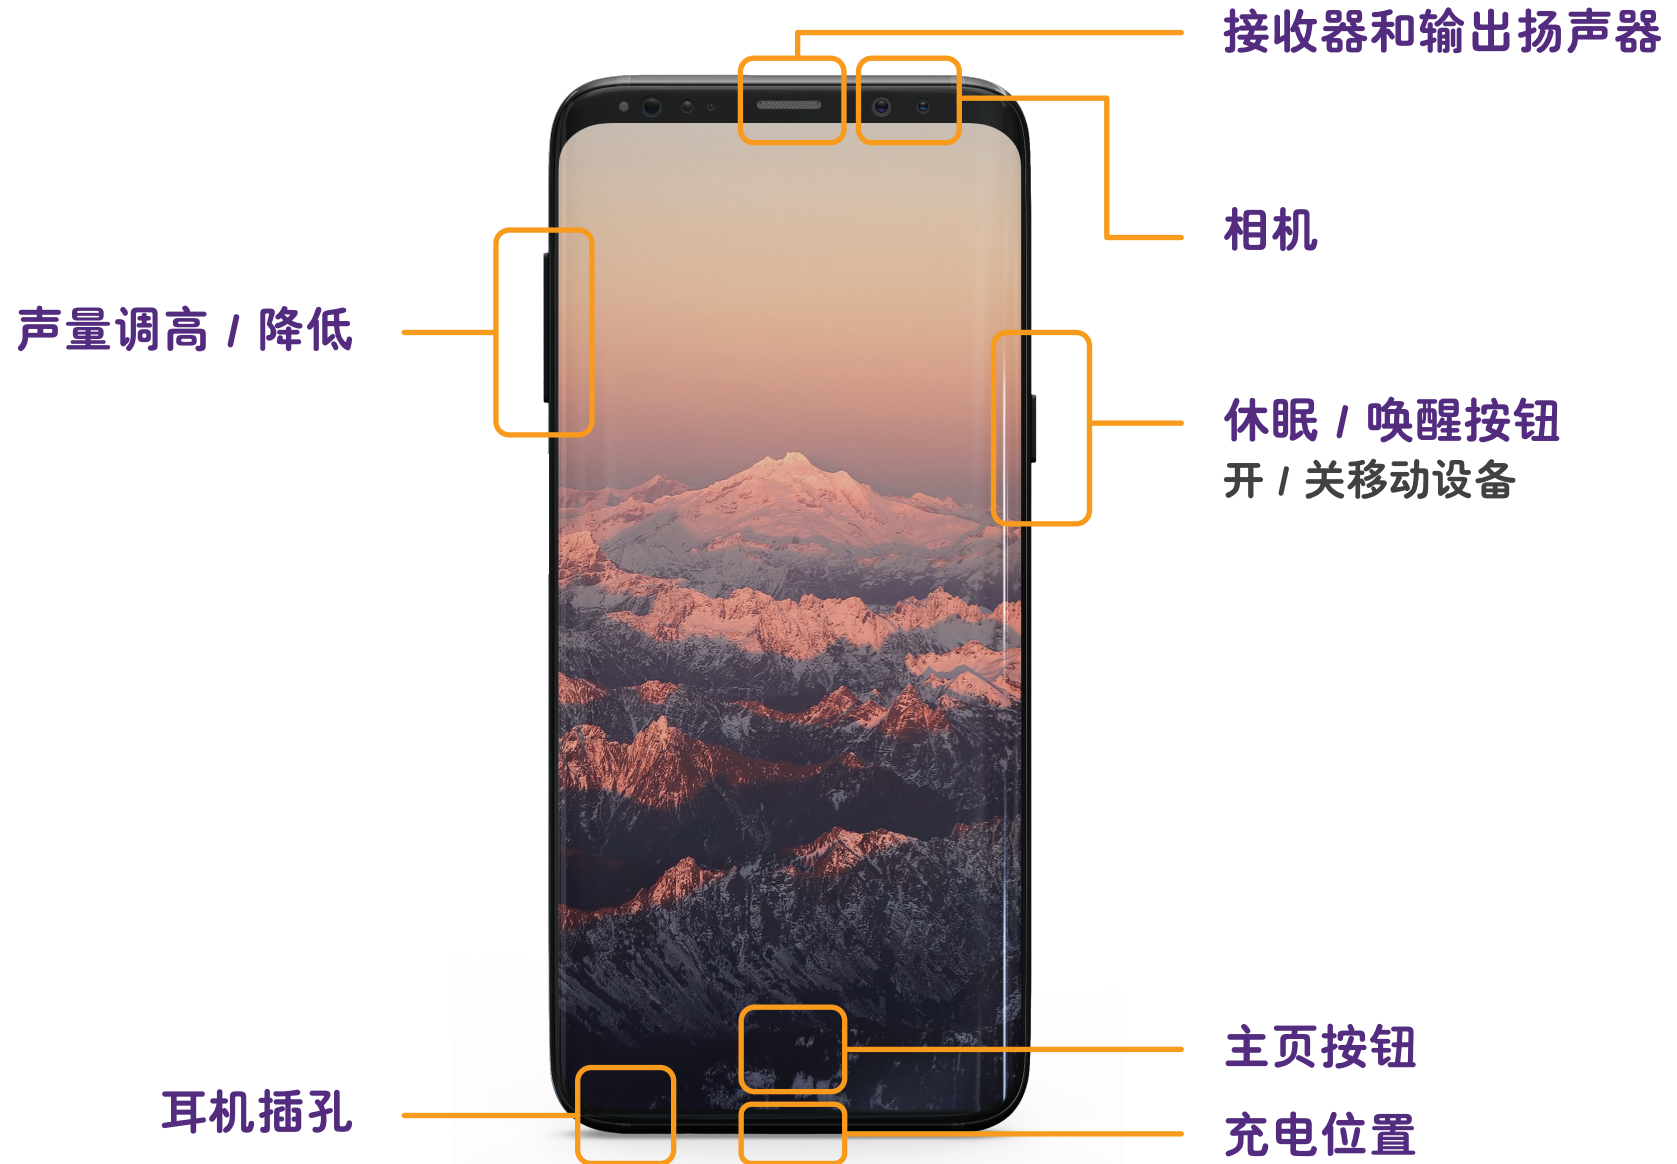 接收器和输出扬声器
相机
声量调高 / 降低
休眠 / 唤醒按钮
开 / 关移动设备
主页按钮
耳机插孔
充电位置